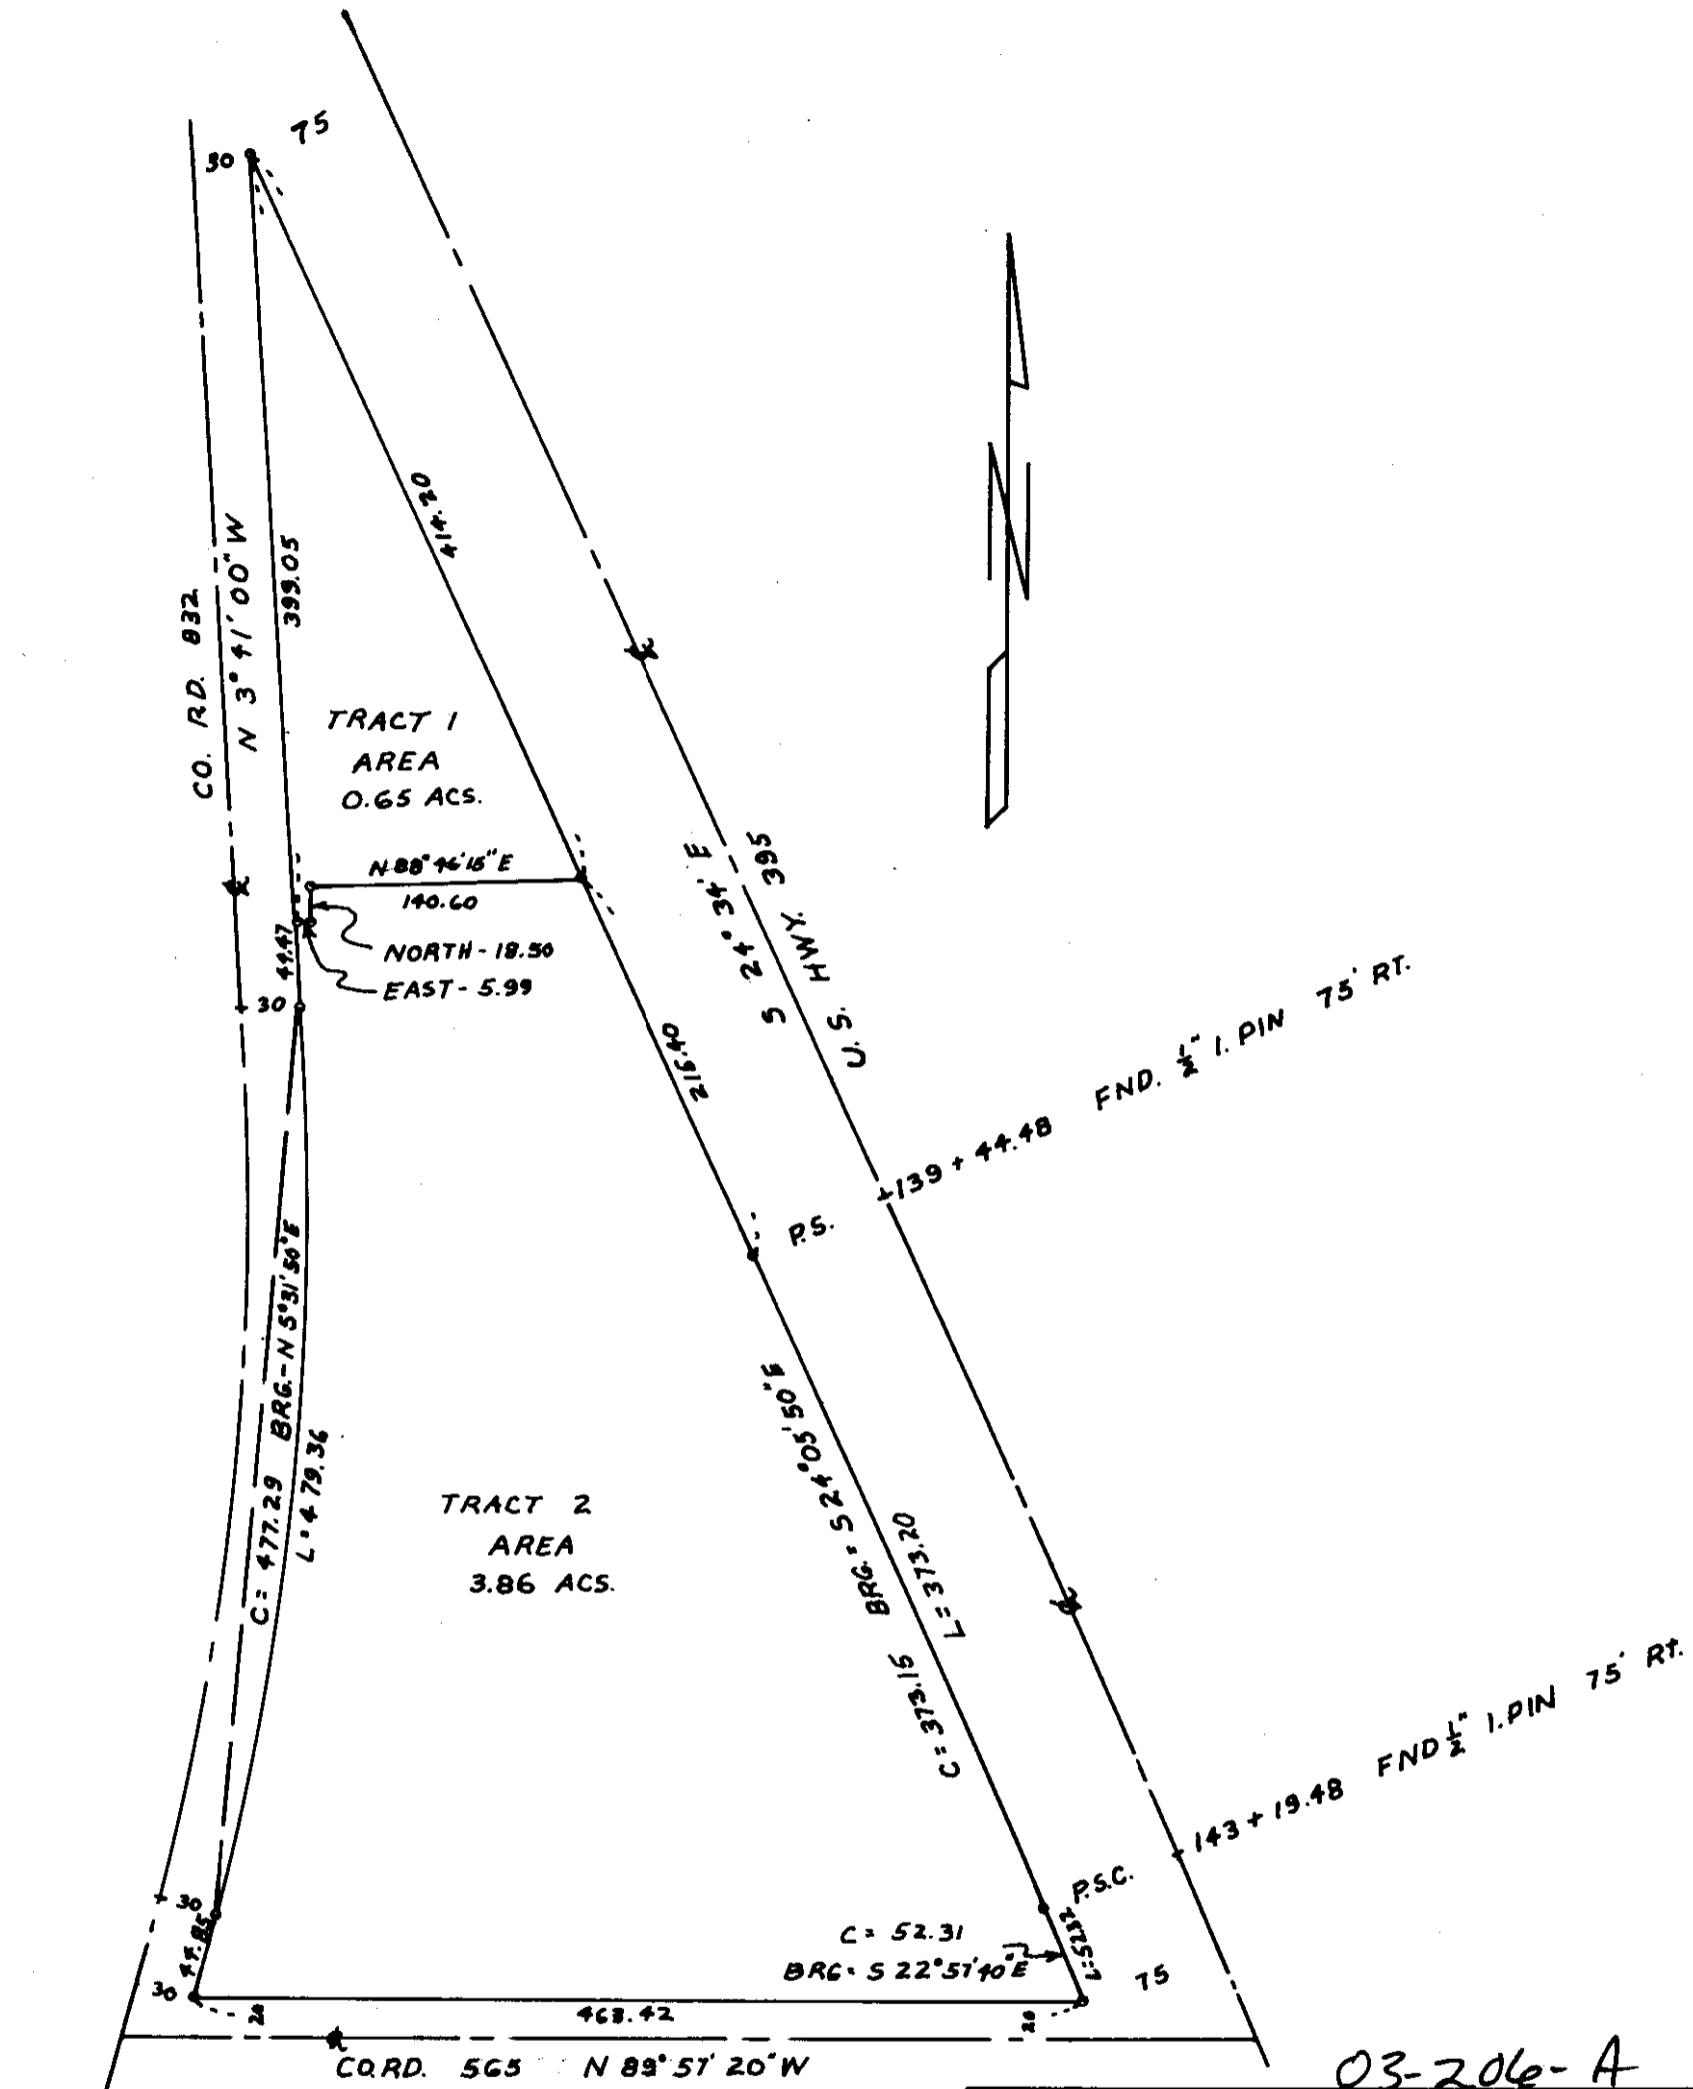 75
30
414.20
CO. RD. 832
N 3°41'00"W
399.05
N
TRACT 1
AREA
0.65 ACS.
N 88°46'15"E
140.60
NORTH - 18.50
EAST - 5.99
44.47
30
S 24°34' E
U.S. HWY. 395
216.40
139 + 44.48 FND. ½" I. PIN 75' RT.
P.S.
C = 477.29 BRG.- N 5°31'50"E
L = 479.36
BRG. = S 24°05'50"E
C = 373.15 L = 373.20
TRACT 2
AREA
3.86 ACS.
143 + 19.48 FND ½" I. PIN 75' RT.
P.S.C.
30
C = 52.31
BRG = S 22°57'40"E
L = 52.32
75
30
20
463.42
20
CO. RD. 565 N 89°57'20"W
03-206-A